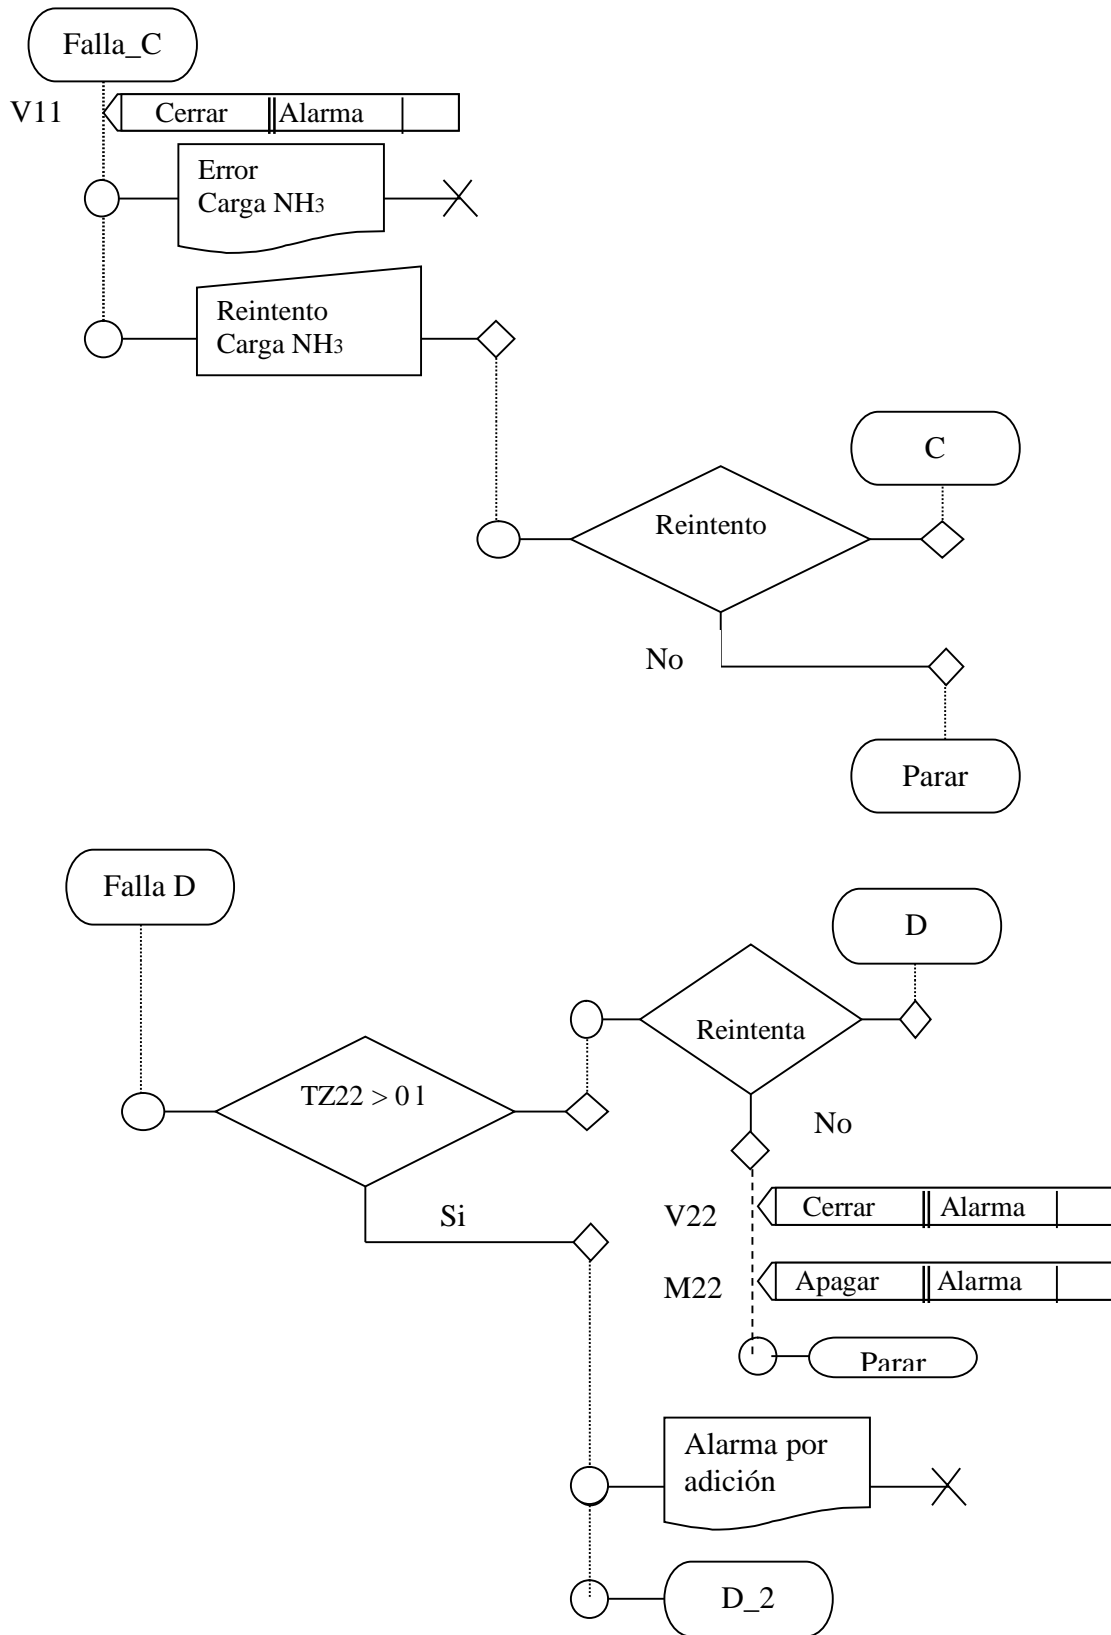 Falla_C
V11 Cerrar Alarma
Error
Carga NH3
Reintento
Carga NH3
C
Reintento
No
Parar
Falla D
D
Reintenta
TZ22 > 0 l
No
Si
V22 Cerrar Alarma
M22 Apagar Alarma
Parar
Alarma por
adición
D_2